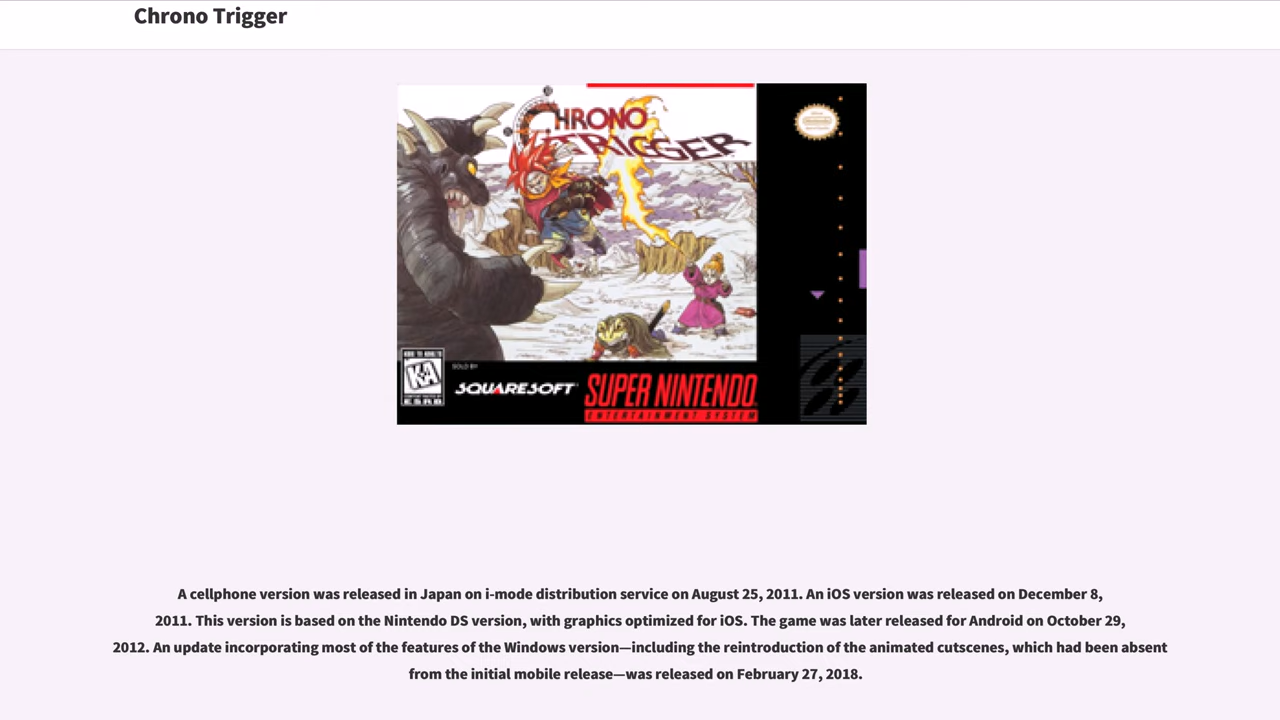 Chrono Trigger
CHRONO
TRIGGER
KA
ESRB
SOLD BY
SQUARESOFT
SUPER NINTENDO
ENTERTAINMENT SYSTEM
A cellphone version was released in Japan on i-mode distribution service on August 25, 2011. An iOS version was released on December 8,
2011. This version is based on the Nintendo DS version, with graphics optimized for iOS. The game was later released for Android on October 29,
2012. An update incorporating most of the features of the Windows version—including the reintroduction of the animated cutscenes, which had been absent
from the initial mobile release—was released on February 27, 2018.